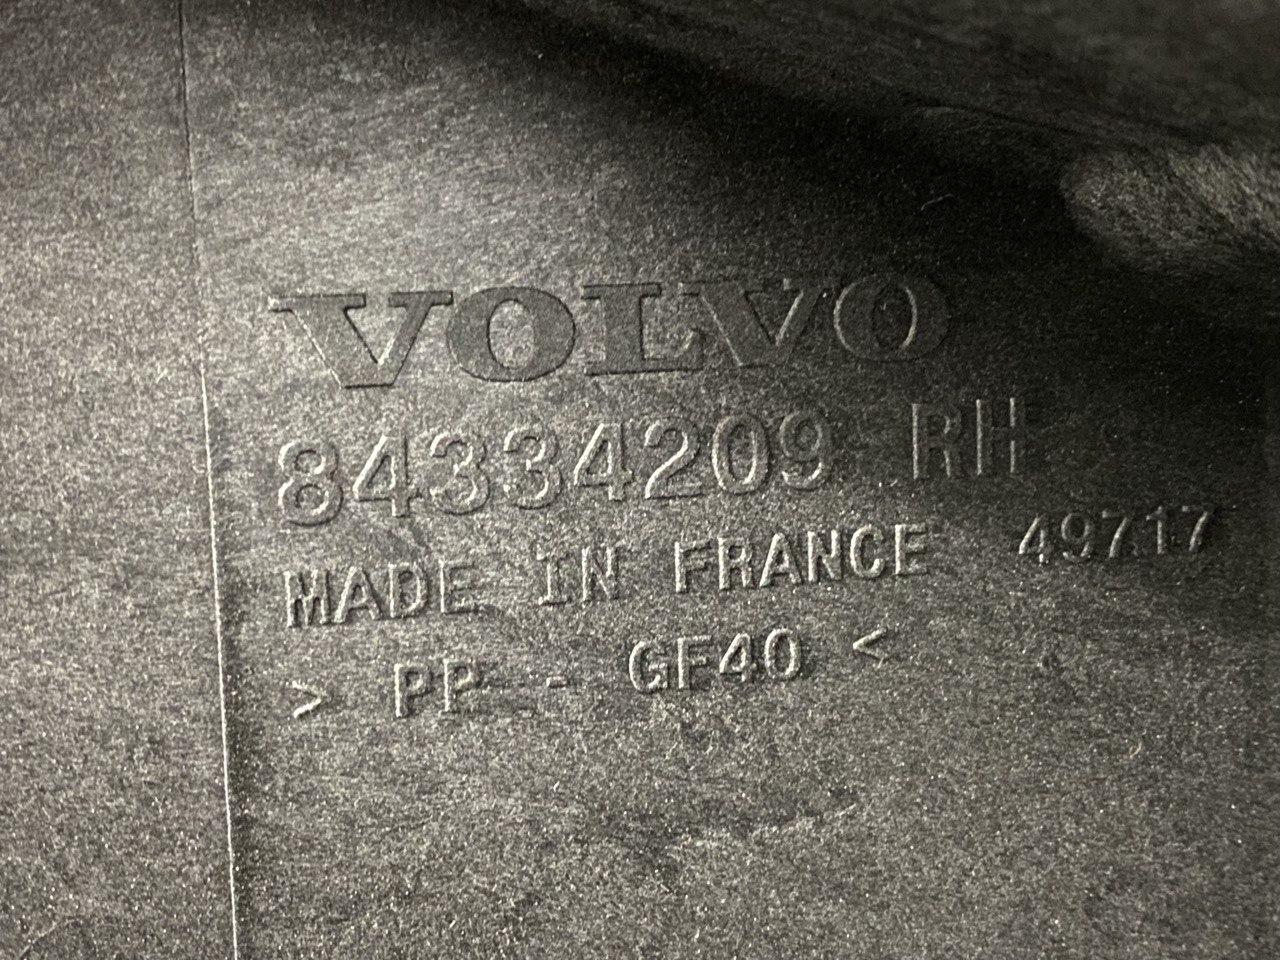 VOLVO
84334209 RH
MADE IN FRANCE 49717
> PP - GF40 <